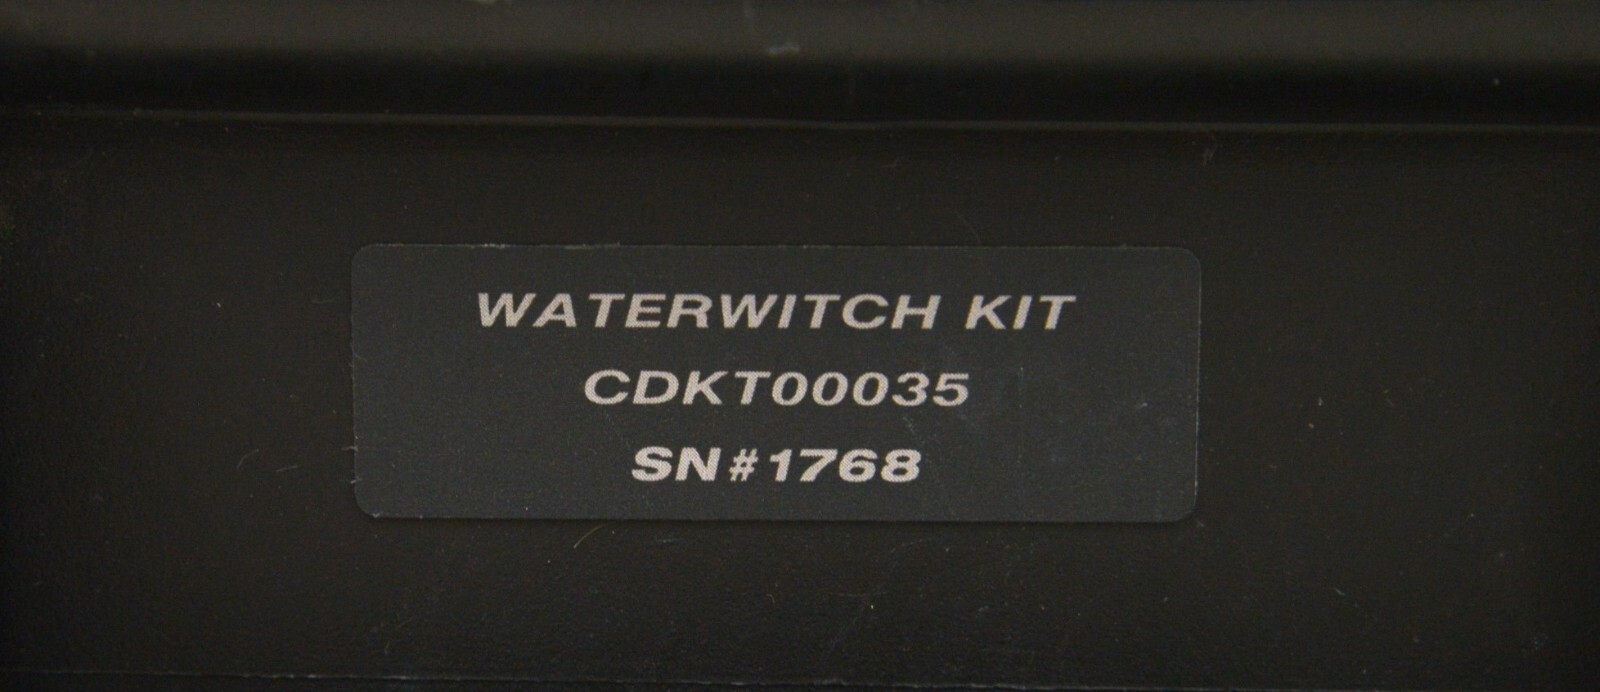 WATERWITCH KIT
CDKT00035
SN#1768